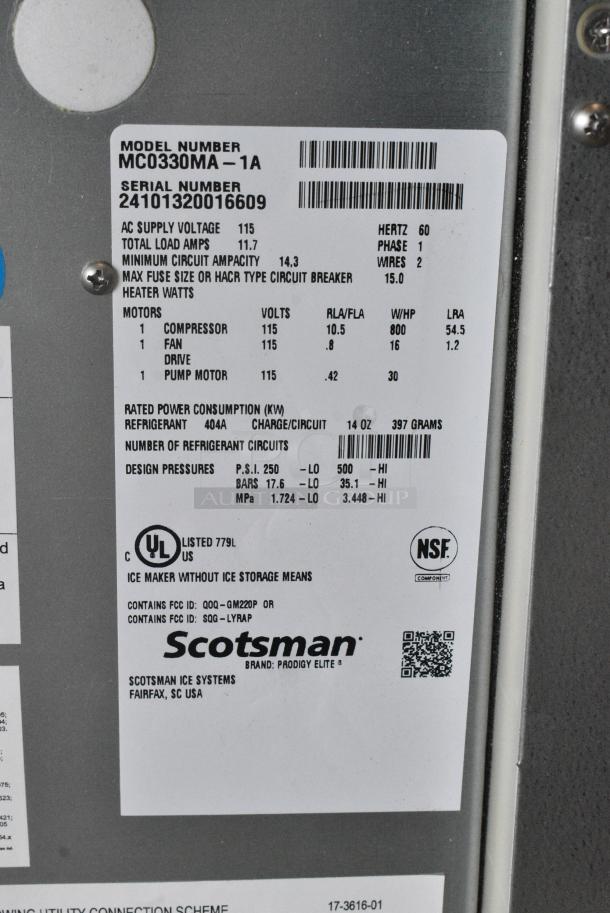 MODEL NUMBER
MC0330MA-1A
SERIAL NUMBER
24101320016609
AC SUPPLY VOLTAGE 115 HERTZ 60
TOTAL LOAD AMPS 11.7 PHASE 1
MINIMUM CIRCUIT AMPACITY 14.3 WIRES 2
MAX FUSE SIZE OR HACR TYPE CIRCUIT BREAKER 15.0
HEATER WATTS
MOTORS VOLTS RLA/FLA W/HP LRA
1 COMPRESSOR 115 10.5 800 54.5
1 FAN 115 .8 16 1.2
DRIVE
1 PUMP MOTOR 115 .42 30
RATED POWER CONSUMPTION (KW)
REFRIGERANT 404A CHARGE/CIRCUIT 14 OZ 397 GRAMS
NUMBER OF REFRIGERANT CIRCUITS
DESIGN PRESSURES P.S.I. 250 -LO 500 -HI
BARS 17.6 -LO 35.1 -HI
MPa 1.724-LO 3.448-HI
AUCTION GROUP
C UL US LISTED 779L
NSF
COMPONENT
ICE MAKER WITHOUT ICE STORAGE MEANS
CONTAINS FCC ID: QOQ-GM220P OR
CONTAINS FCC ID: SQG-LYRAP
Scotsman
BRAND: PRODIGY ELITE ®
SCOTSMAN ICE SYSTEMS
FAIRFAX, SC USA
UTILITY CONNECTION SCHEME
17-3616-01